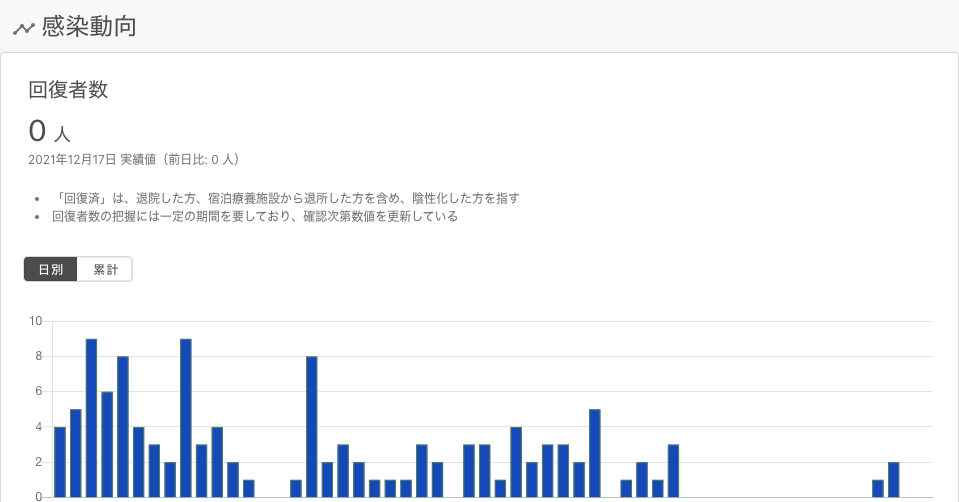 感染動向
回復者数
0 人
2021年12月17日 実績値（前日比: 0 人）
「回復済」は、退院した方、宿泊療養施設から退所した方を含め、陰性化した方を指す
回復者数の把握には一定の期間を要しており、確認次第数値を更新している
日別 累計
10
8
6
4
2
0